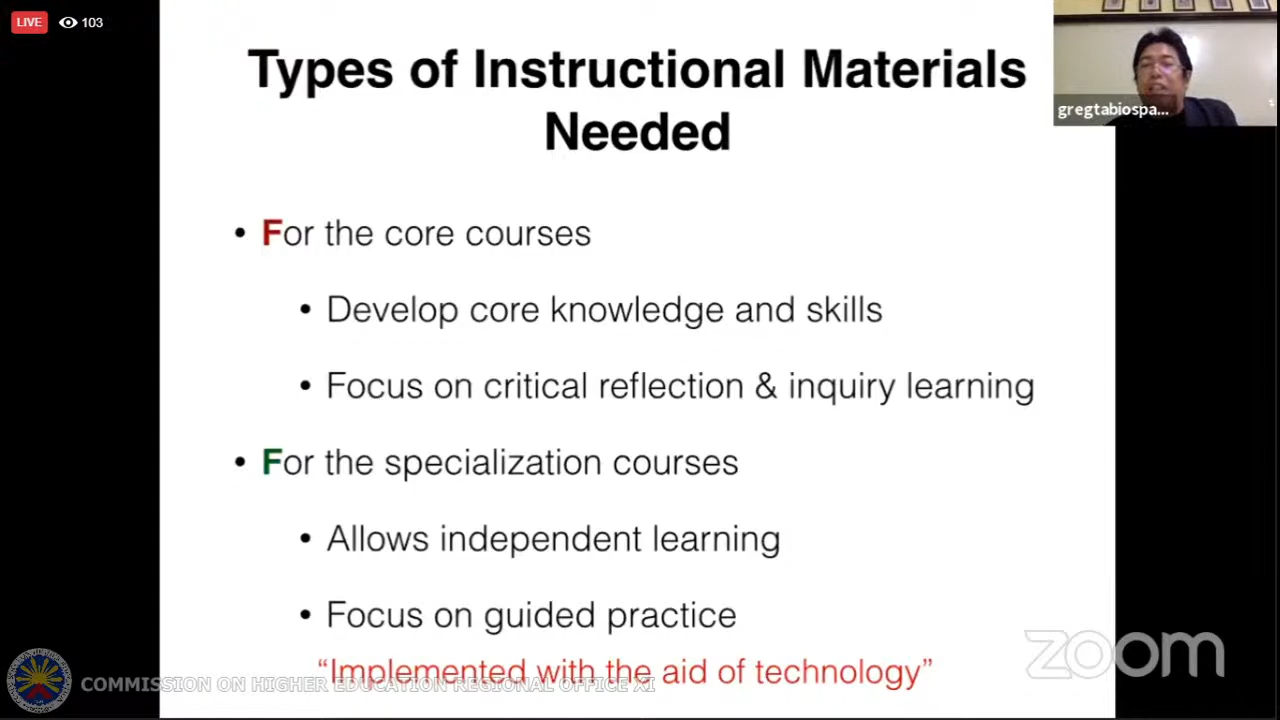 LIVE 103
Types of Instructional Materials
Needed
gregtabiospa...
• For the core courses
• Develop core knowledge and skills
• Focus on critical reflection & inquiry learning
• For the specialization courses
• Allows independent learning
• Focus on guided practice
“Implemented with the aid of technology”
COMMISSION ON HIGHER EDUCATION REGIONAL OFFICE XI
zoom